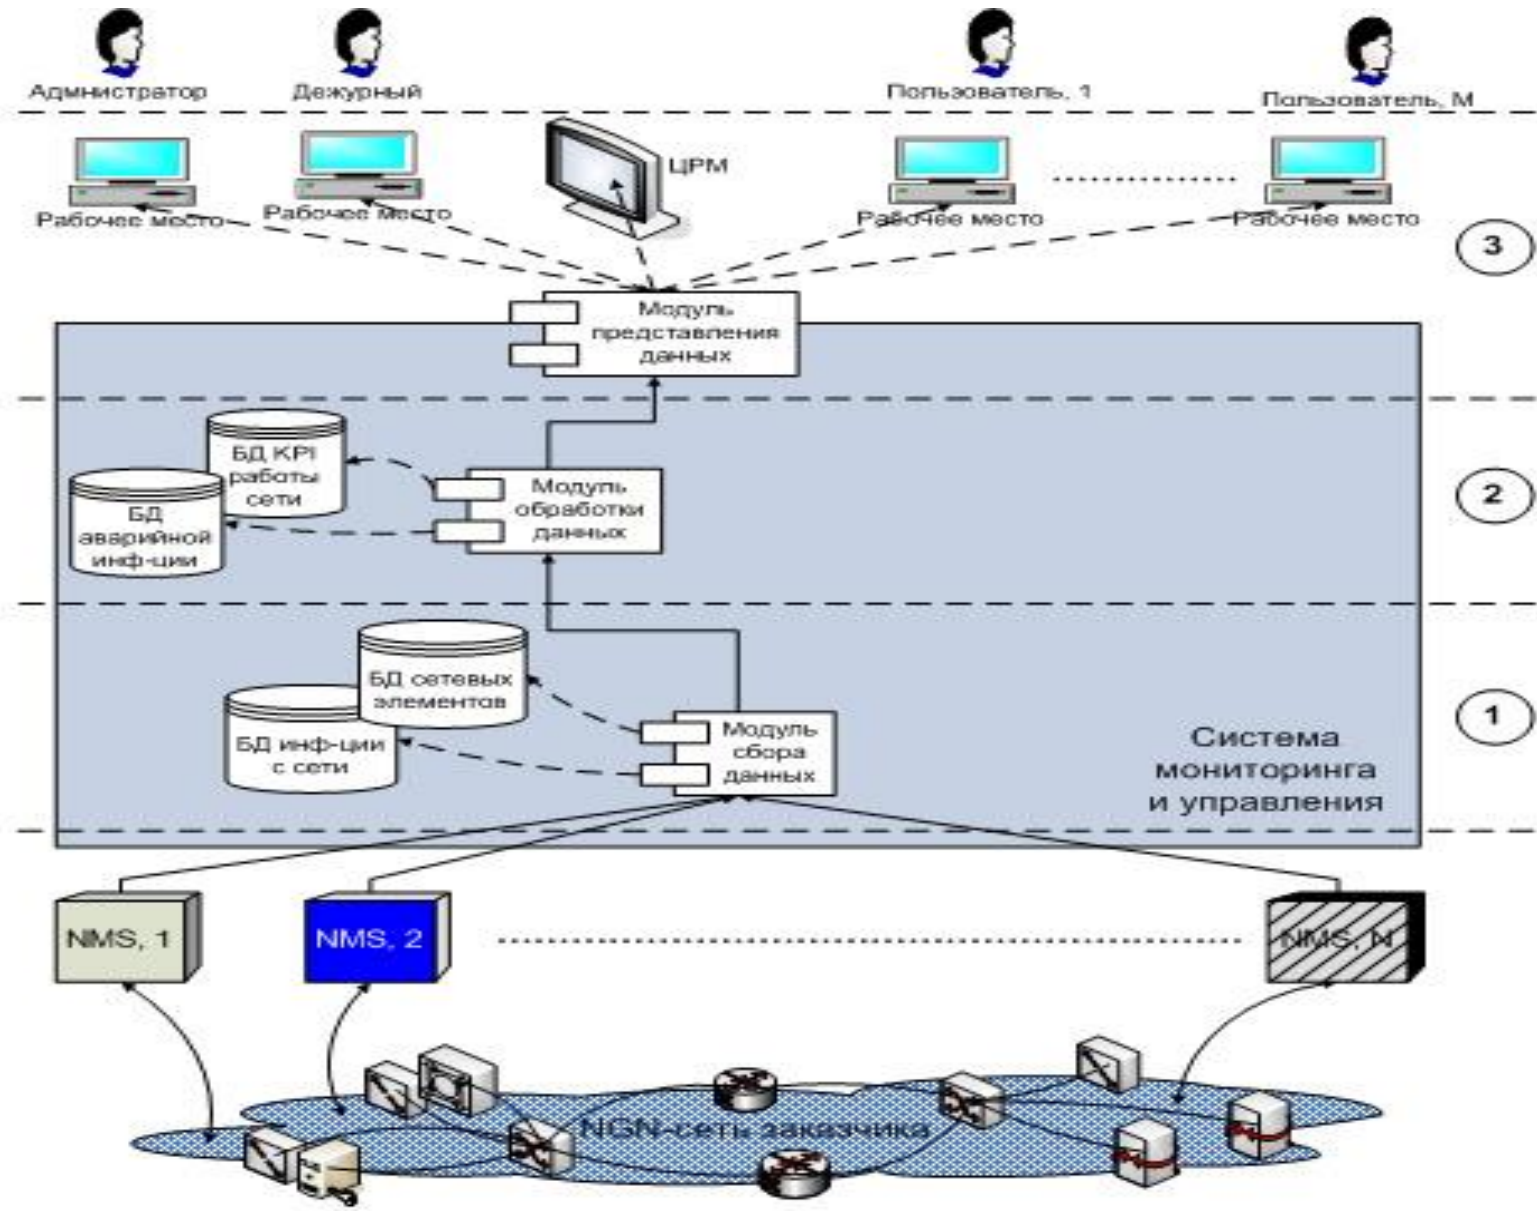 Администратор
Дежурный
Пользователь, 1
Пользователь, М
ЦРМ
Рабочее место
Рабочее место
Рабочее место
Рабочее место
3
Модуль
представления
данных
БД KPI
работы
сети
БД
аварийной
инф-ции
Модуль
обработки
данных
2
БД сетевых
элементов
БД инф-ции
с сети
Модуль
сбора
данных
1
Система
мониторинга
и управления
NMS, 1
NMS, 2
NMS, N
NGN-сеть заказчика